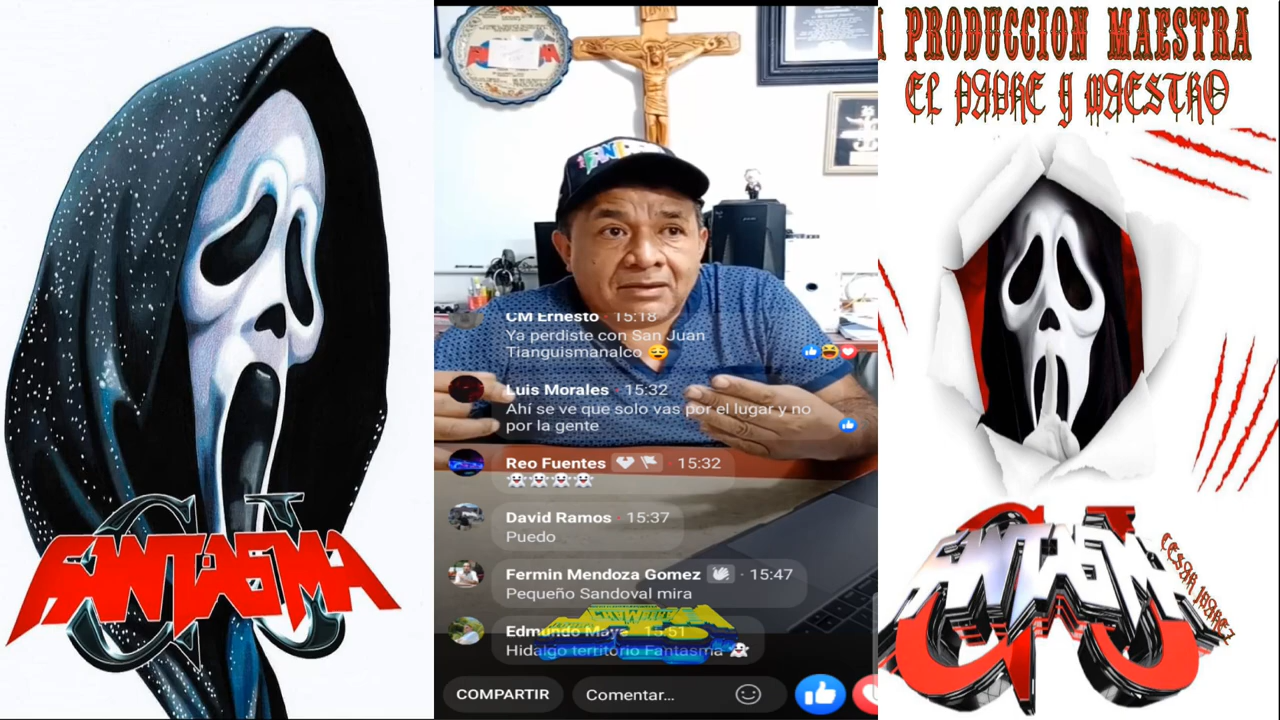 FANTASMA
CM Ernesto · 15:18
Ya perdiste con San Juan
Tianguismanalco
Luis Morales · 15:32
Ahí se ve que solo vas por el lugar y no
por la gente
Reo Fuentes · 15:32
David Ramos · 15:37
Puedo
Fermin Mendoza Gomez · 15:47
Pequeño Sandoval mira
Edmundo Maya · 15:51
Hidalgo territorio Fantasma
COMPARTIR
Comentar...
PRODUCCION MAESTRA
EL PADRE Y MAESTRO
FANTASMA
CESAR JUAREZ